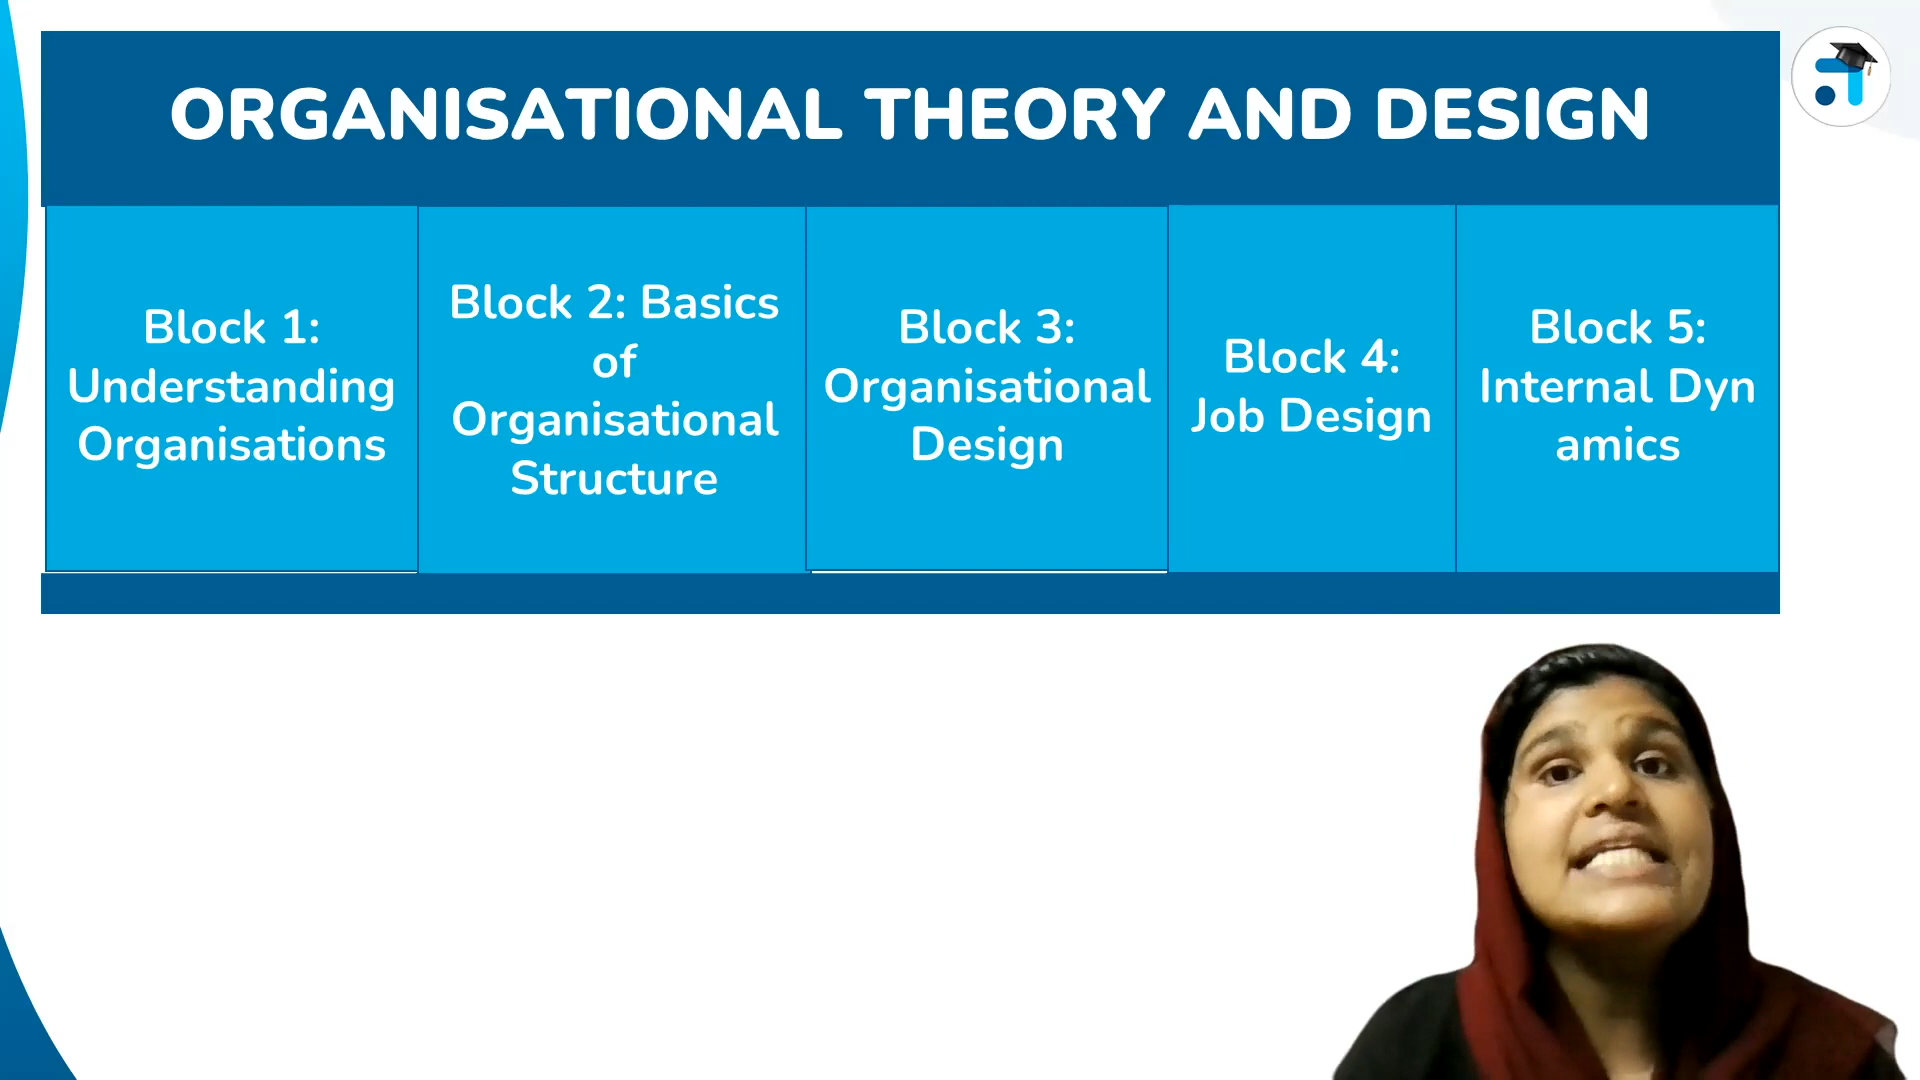 ORGANISATIONAL THEORY AND DESIGN
Block 1:
Understanding
Organisations
Block 2: Basics
of
Organisational
Structure
Block 3:
Organisational
Design
Block 4:
Job Design
Block 5:
Internal Dyn
amics